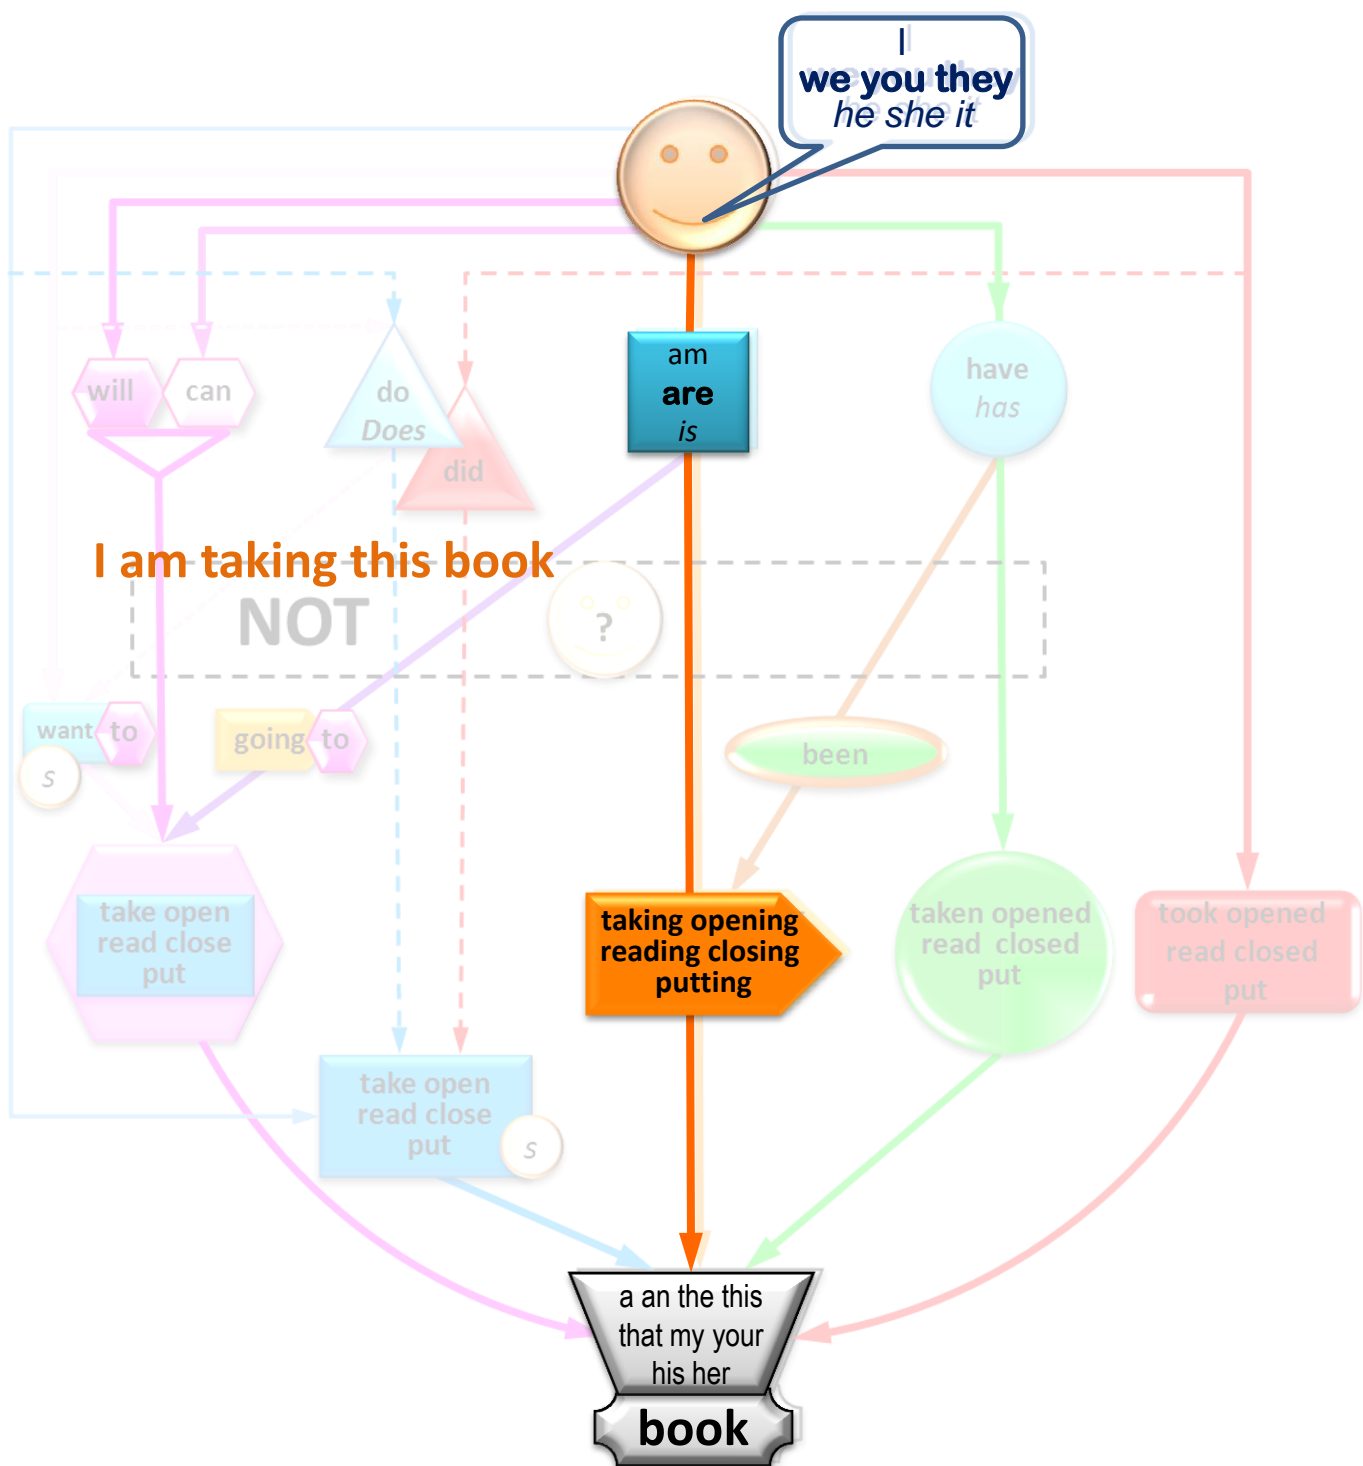 I
we you they
he she it
will
can
do
Does
did
am
are
is
have
has
I am taking this book
NOT
?
want to
s
going to
been
take open
read close
put
taking opening
reading closing
putting
taken opened
read closed
put
took opened
read closed
put
take open
read close
put
s
a an the this
that my your
his her
book